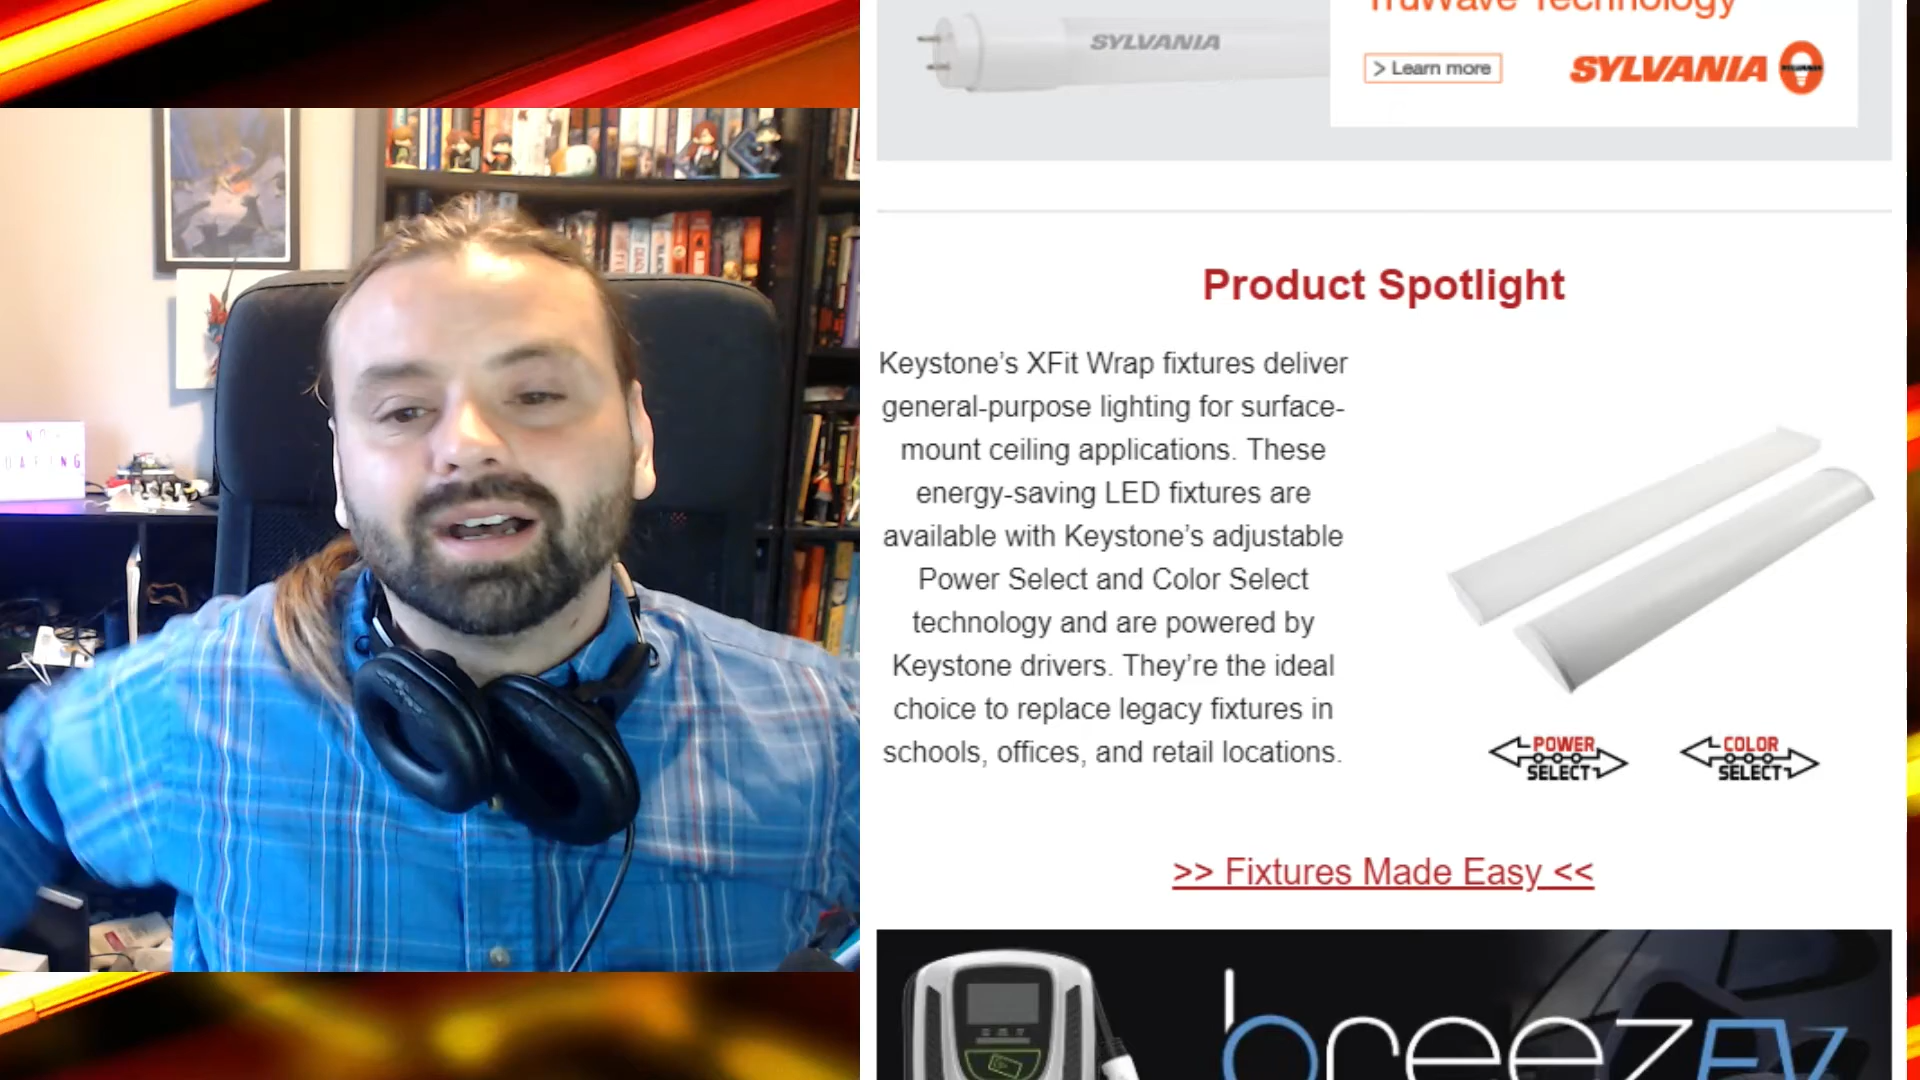 TruWave Technology
SYLVANIA
> Learn more
SYLVANIA
Product Spotlight
Keystone’s XFit Wrap fixtures deliver
general-purpose lighting for surface-
mount ceiling applications. These
energy-saving LED fixtures are
available with Keystone’s adjustable
Power Select and Color Select
technology and are powered by
Keystone drivers. They’re the ideal
choice to replace legacy fixtures in
schools, offices, and retail locations.
POWER
SELECT
COLOR
SELECT
>> Fixtures Made Easy <<
breezEV